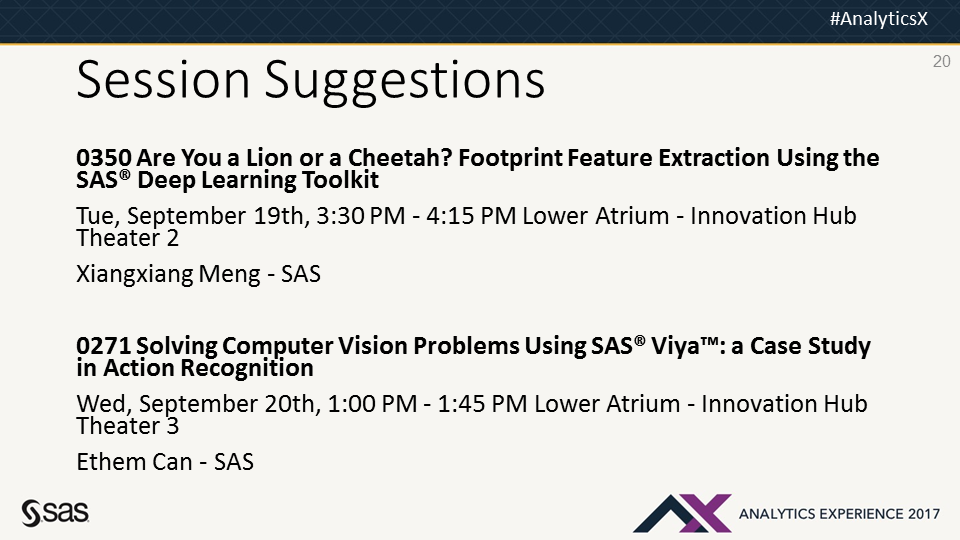 #AnalyticsX
20
Session Suggestions
0350 Are You a Lion or a Cheetah? Footprint Feature Extraction Using the
SAS® Deep Learning Toolkit
Tue, September 19th, 3:30 PM - 4:15 PM Lower Atrium - Innovation Hub
Theater 2
Xiangxiang Meng - SAS
0271 Solving Computer Vision Problems Using SAS® Viya™: a Case Study
in Action Recognition
Wed, September 20th, 1:00 PM - 1:45 PM Lower Atrium - Innovation Hub
Theater 3
Ethem Can - SAS
sas
AX ANALYTICS EXPERIENCE 2017